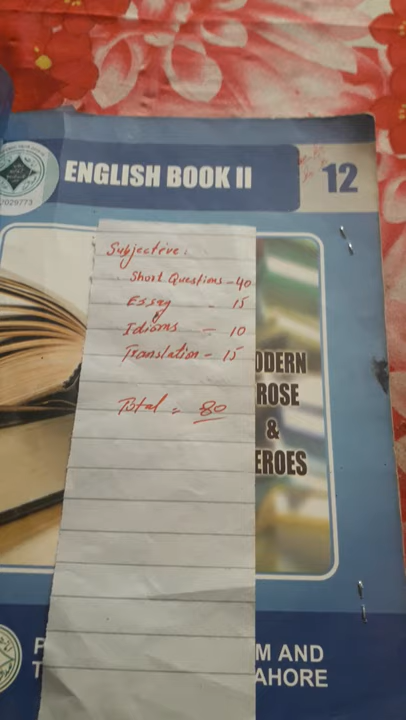 ENGLISH BOOK II
12
2029773
Subjective:
Short Questions - 40
Essay - 15
Idioms - 10
Translation - 15
Total = 80
ODERN
ROSE
&
EROES
M AND
AHORE